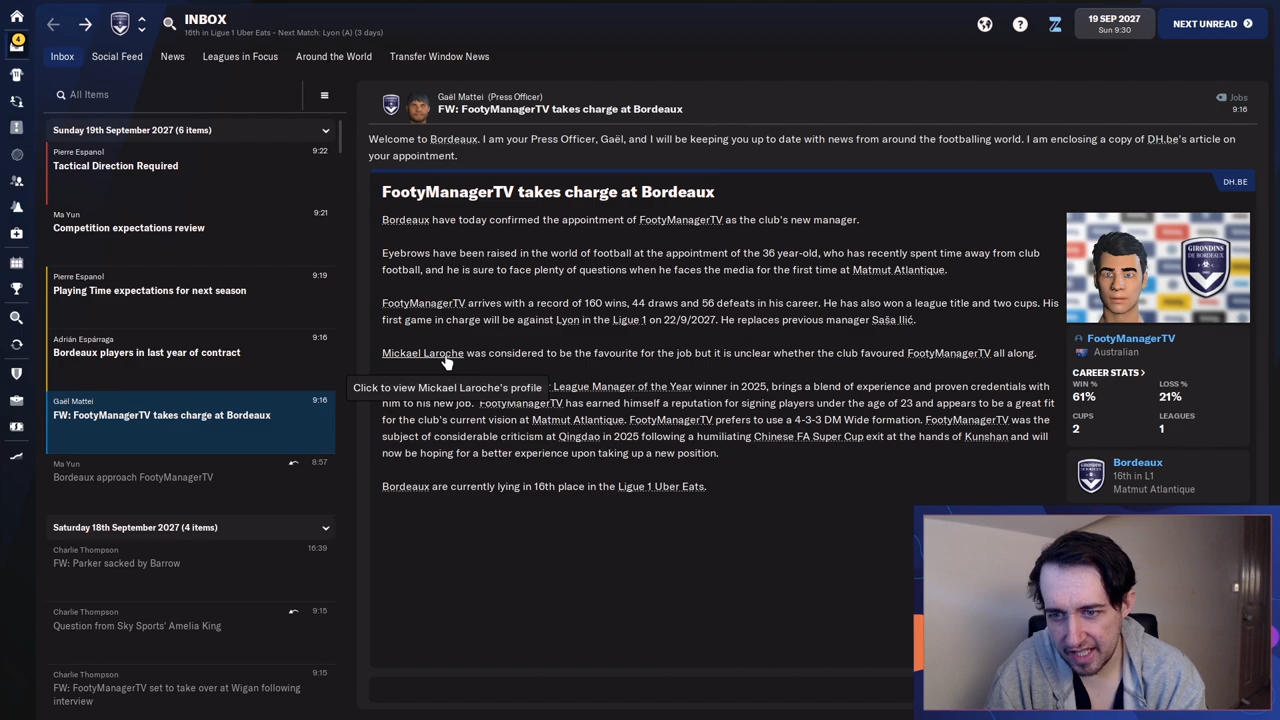 INBOX
16th in Ligue 1 Uber Eats - Next Match: Lyon (A) (3 days)
19 SEP 2027
Sun 9:30
NEXT UNREAD
4
Inbox
Social Feed
News
Leagues in Focus
Around the World
Transfer Window News
All Items
Sunday 19th September 2027 (6 items)
Pierre Espanol 9:22
Tactical Direction Required
Ma Yun 9:21
Competition expectations review
Pierre Espanol 9:19
Playing Time expectations for next season
Adrián Espárraga 9:16
Bordeaux players in last year of contract
Gaël Mattei 9:16
FW: FootyManagerTV takes charge at Bordeaux
Ma Yun 8:57
Bordeaux approach FootyManagerTV
Saturday 18th September 2027 (4 items)
Charlie Thompson 16:39
FW: Parker sacked by Barrow
Charlie Thompson 9:15
Question from Sky Sports' Amelia King
Charlie Thompson 9:15
FW: FootyManagerTV set to take over at Wigan following
interview
Gaël Mattei (Press Officer)
FW: FootyManagerTV takes charge at Bordeaux
Jobs
9:16
Welcome to Bordeaux. I am your Press Officer, Gaël, and I will be keeping you up to date with news from around the footballing world. I am enclosing a copy of DH.be's article on
your appointment.
DH.BE
FootyManagerTV takes charge at Bordeaux
Bordeaux have today confirmed the appointment of FootyManagerTV as the club's new manager.
Eyebrows have been raised in the world of football at the appointment of the 36 year-old, who has recently spent time away from club
football, and he is sure to face plenty of questions when he faces the media for the first time at Matmut Atlantique.
FootyManagerTV arrives with a record of 160 wins, 44 draws and 56 defeats in his career. He has also won a league title and two cups. His
first game in charge will be against Lyon in the Ligue 1 on 22/9/2027. He replaces previous manager Saša Ilić.
Mickael Laroche was considered to be the favourite for the job but it is unclear whether the club favoured FootyManagerTV all along.
Click to view Mickael Laroche's profile
League Manager of the Year winner in 2025, brings a blend of experience and proven credentials with
him to his new job. FootyManagerTV has earned himself a reputation for signing players under the age of 23 and appears to be a great fit
for the club's current vision at Matmut Atlantique. FootyManagerTV prefers to use a 4-3-3 DM Wide formation. FootyManagerTV was the
subject of considerable criticism at Qingdao in 2025 following a humiliating Chinese FA Super Cup exit at the hands of Kunshan and will
now be hoping for a better experience upon taking up a new position.
Bordeaux are currently lying in 16th place in the Ligue 1 Uber Eats.
GIRONDINS
DE BORDEAUX
FootyManagerTV
Australian
CAREER STATS
WIN % LOSS %
61% 21%
CUPS LEAGUES
2 1
Bordeaux
16th in L1
Matmut Atlantique